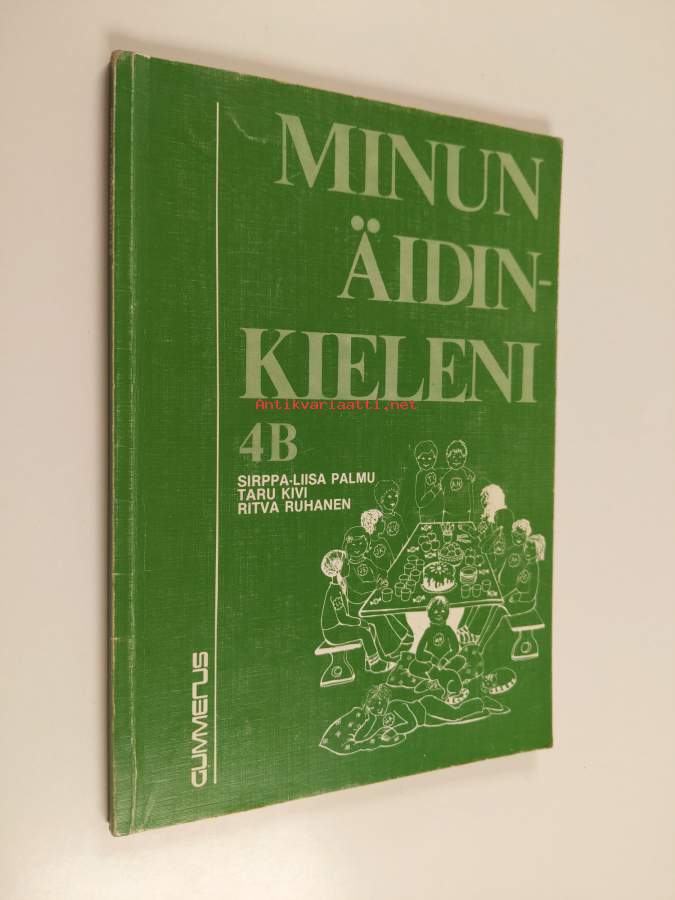 MINUN
ÄIDIN-
KIELENI
Antikvariaatti.net
4B
SIRPPA-LIISA PALMU
TARU KIVI
RITVA RUHANEN
GUMMERUS